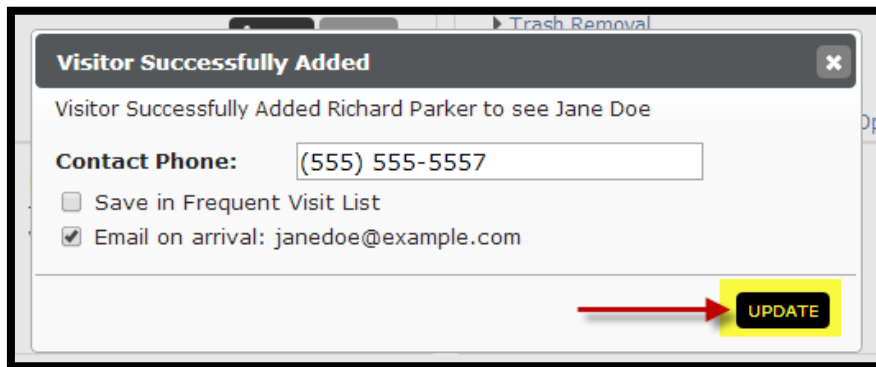 Trash Removal
Visitor Successfully Added
Visitor Successfully Added Richard Parker to see Jane Doe
Contact Phone: (555) 555-5557
Save in Frequent Visit List
Email on arrival: janedoe@example.com
UPDATE